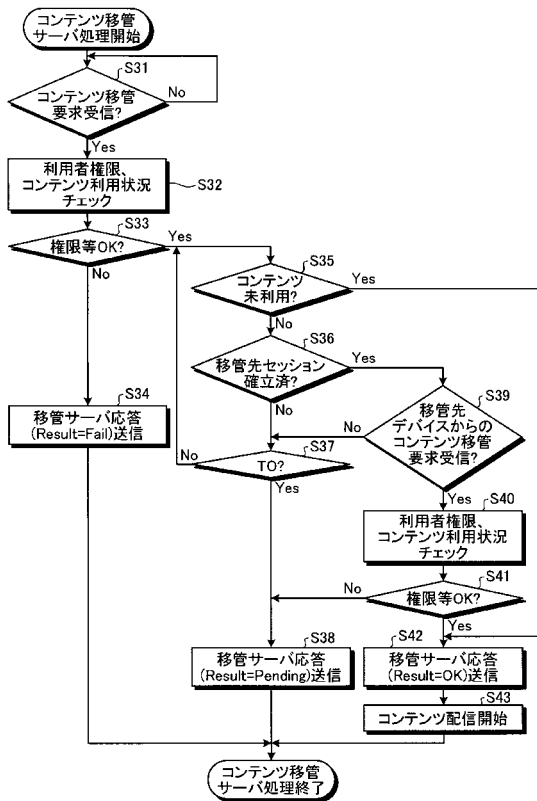 コンテンツ移管
サーバ処理開始
S31
コンテンツ移管
要求受信?
No
Yes
利用者権限、
コンテンツ利用状況
チェック
S32
S33
権限等OK?
Yes
No
S35
コンテンツ
未利用?
Yes
No
S36
移管先セッション
確立済?
Yes
No
S34
移管サーバ応答
(Result=Fail)送信
S39
移管先
デバイスからの
コンテンツ移管
要求受信?
No
Yes
S37
TO?
No
Yes
S40
利用者権限、
コンテンツ利用状況
チェック
S41
権限等OK?
No
Yes
S38
移管サーバ応答
(Result=Pending)送信
S42
移管サーバ応答
(Result=OK)送信
S43
コンテンツ配信開始
コンテンツ移管
サーバ処理終了